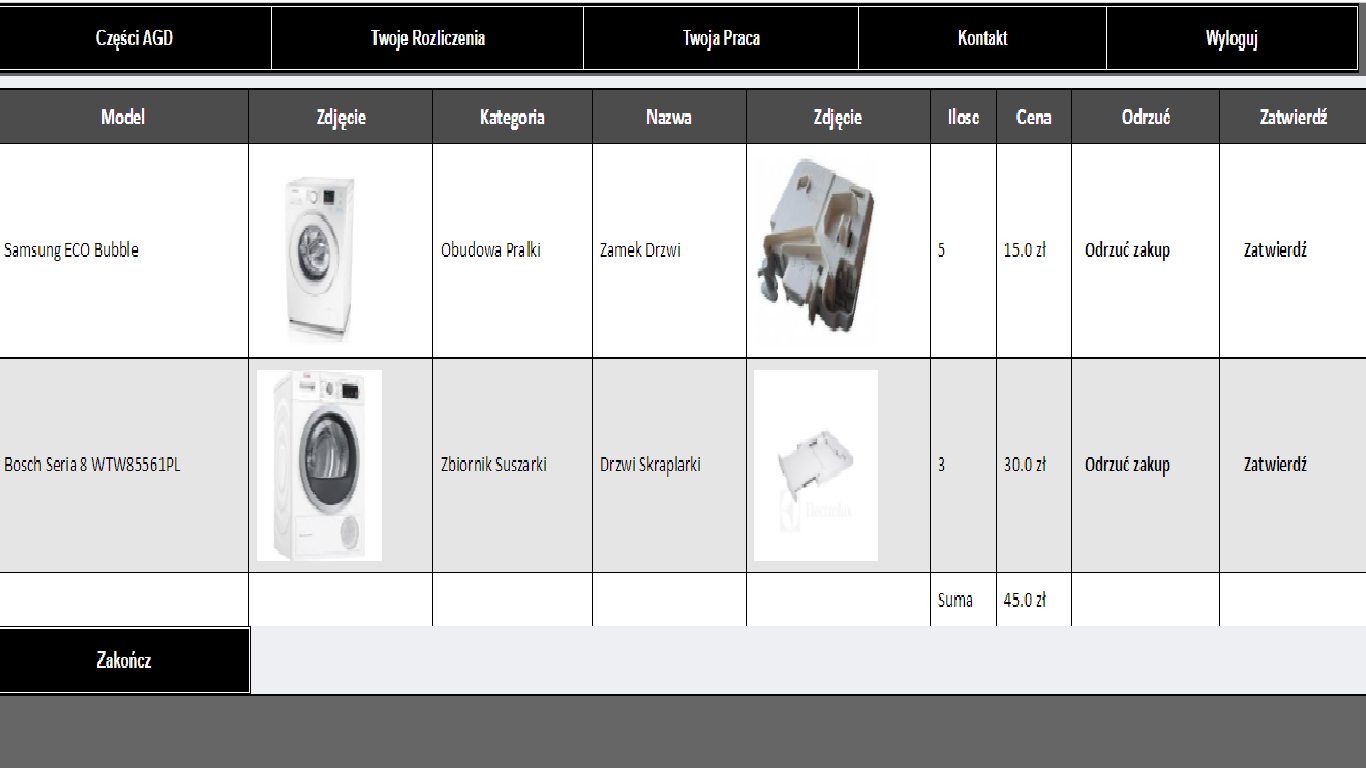 Części AGD Twoje Rozliczenia Twoja Praca Kontakt Wyloguj
Model Zdjęcie Kategoria Nazwa Zdjęcie Ilosc Cena Odrzuć Zatwierdź
Samsung ECO Bubble Obudowa Pralki Zamek Drzwi 5 15.0 zł Odrzuć zakup Zatwierdź
Bosch Seria 8 WTW85561PL Zbiornik Suszarki Drzwi Skraplarki 3 30.0 zł Odrzuć zakup Zatwierdź
Electrolux
Suma 45.0 zł
Zakończ